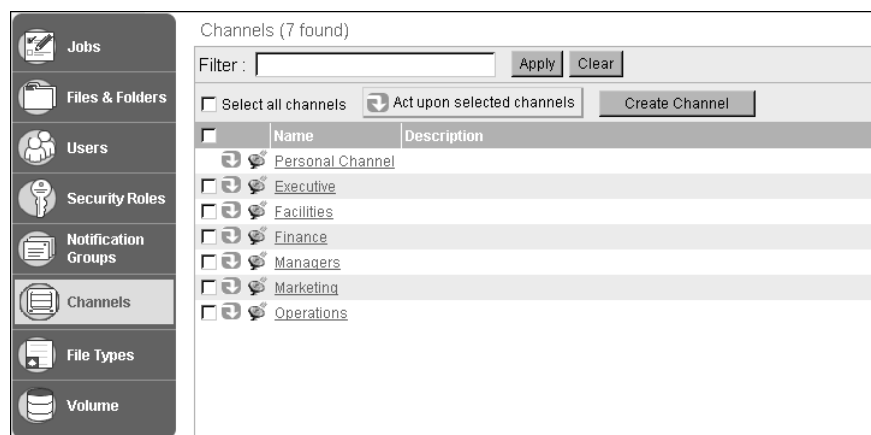 Jobs
Files & Folders
Users
Security Roles
Notification
Groups
Channels
File Types
Volume
Channels (7 found)
Filter :
Apply
Clear
Select all channels
Act upon selected channels
Create Channel
Name
Description
Personal Channel
Executive
Facilities
Finance
Managers
Marketing
Operations